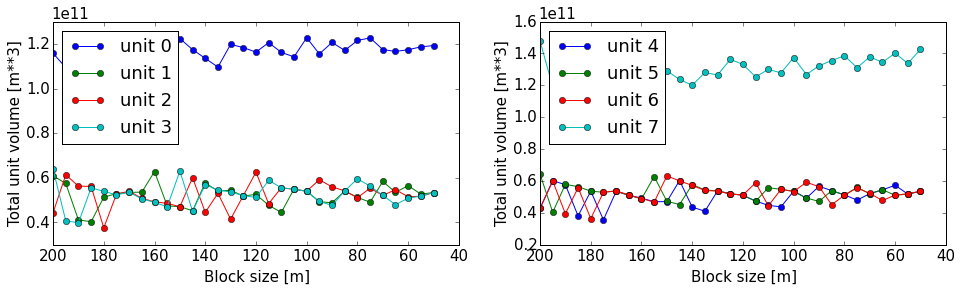 1e11
Total unit volume [m**3]
1.2
1.0
0.8
0.6
0.4
unit 0
unit 1
unit 2
unit 3
200 180 160 140 120 100 80 60 40
Block size [m]
1e11
Total unit volume [m**3]
1.6
1.4
1.2
1.0
0.8
0.6
0.4
0.2
unit 4
unit 5
unit 6
unit 7
200 180 160 140 120 100 80 60 40
Block size [m]